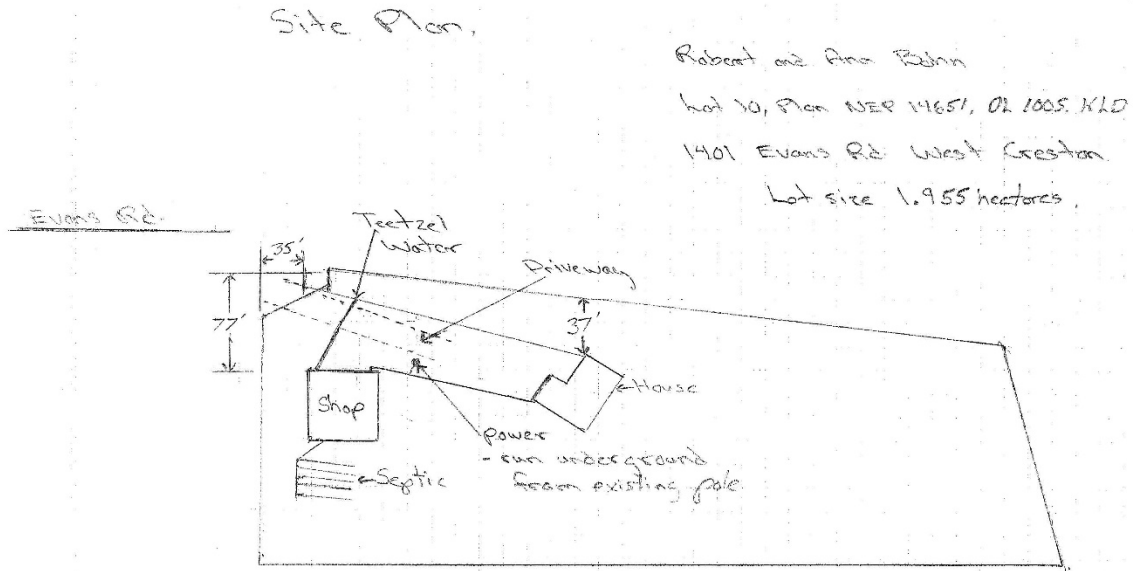 Site Plan.
Robert and Ann Bohn
Lot 10, Plan NEP 14651, DL 1005. KLD
1401 Evans Rd West Creston
Lot size 1.955 hectares.
Evans Rd.
Teetzel
Water
35'
Driveway
77'
37'
House
Shop
power
- run underground
from existing pole
Septic